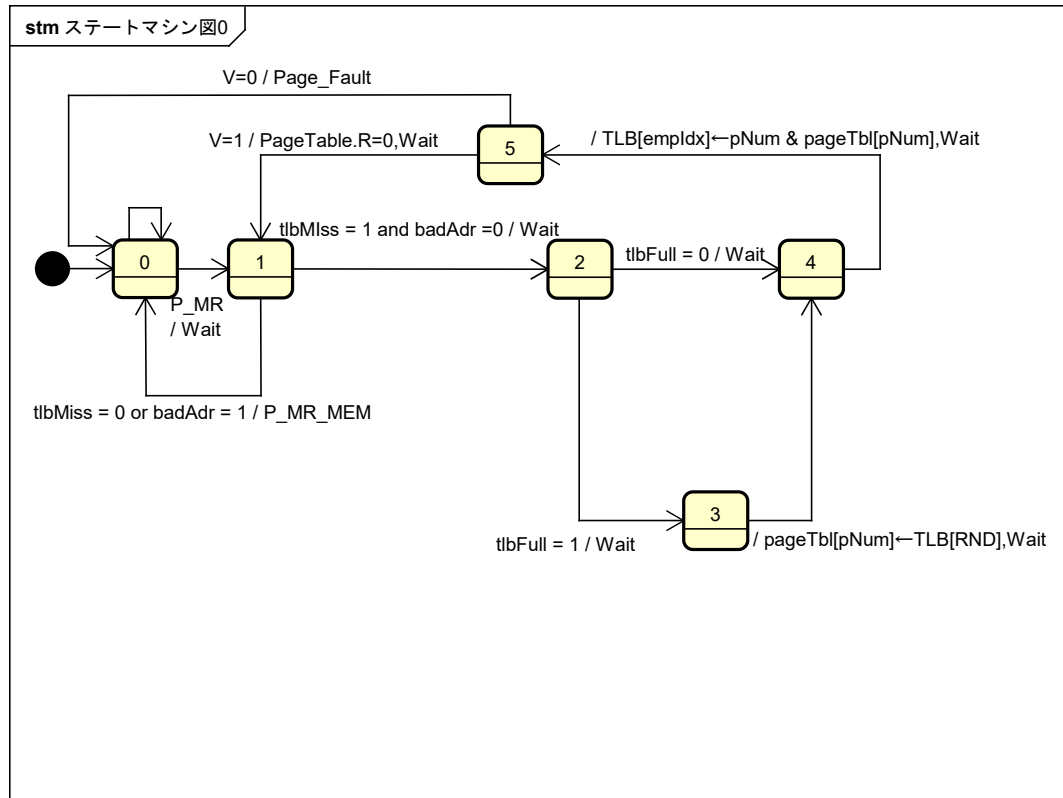 stm ステートマシン図0
V=0 / Page_Fault
V=1 / PageTable.R=0,Wait
5
/ TLB[empIdx]←pNum & pageTbl[pNum],Wait
tlbMIss = 1 and badAdr =0 / Wait
0
1
2
tlbFull = 0 / Wait
4
P_MR
/ Wait
tlbMiss = 0 or badAdr = 1 / P_MR_MEM
3
tlbFull = 1 / Wait
/ pageTbl[pNum]←TLB[RND],Wait